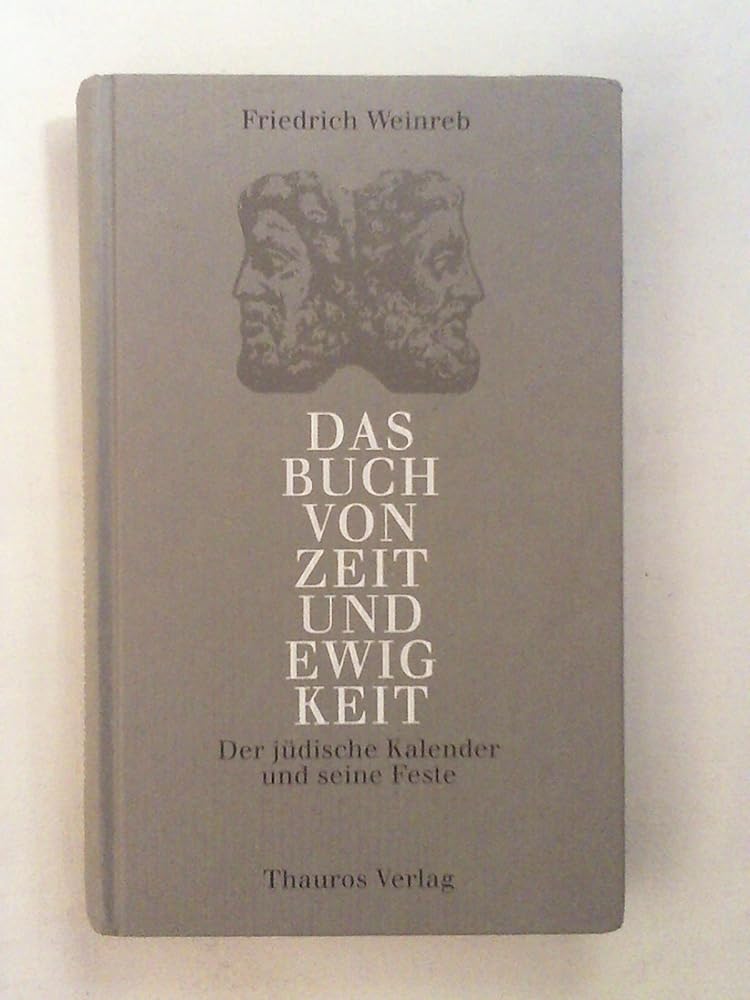 Friedrich Weinreb
DAS
BUCH
VON
ZEIT
UND
EWIG
KEIT
Der jüdische Kalender
und seine Feste
Thauros Verlag